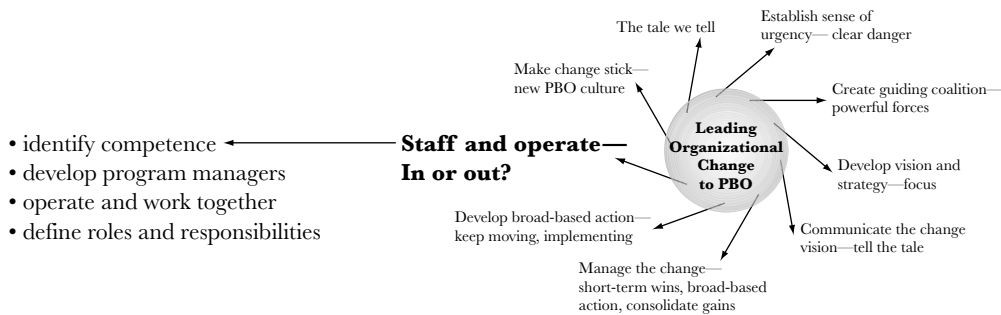 The tale we tell
Establish sense of
urgency— clear danger
Make change stick—
new PBO culture
Create guiding coalition—
powerful forces
Leading
Organizational
Change
to PBO
Staff and operate—
In or out?
• identify competence
• develop program managers
• operate and work together
• define roles and responsibilities
Develop vision and
strategy—focus
Develop broad-based action—
keep moving, implementing
Communicate the change
vision—tell the tale
Manage the change—
short-term wins, broad-based
action, consolidate gains